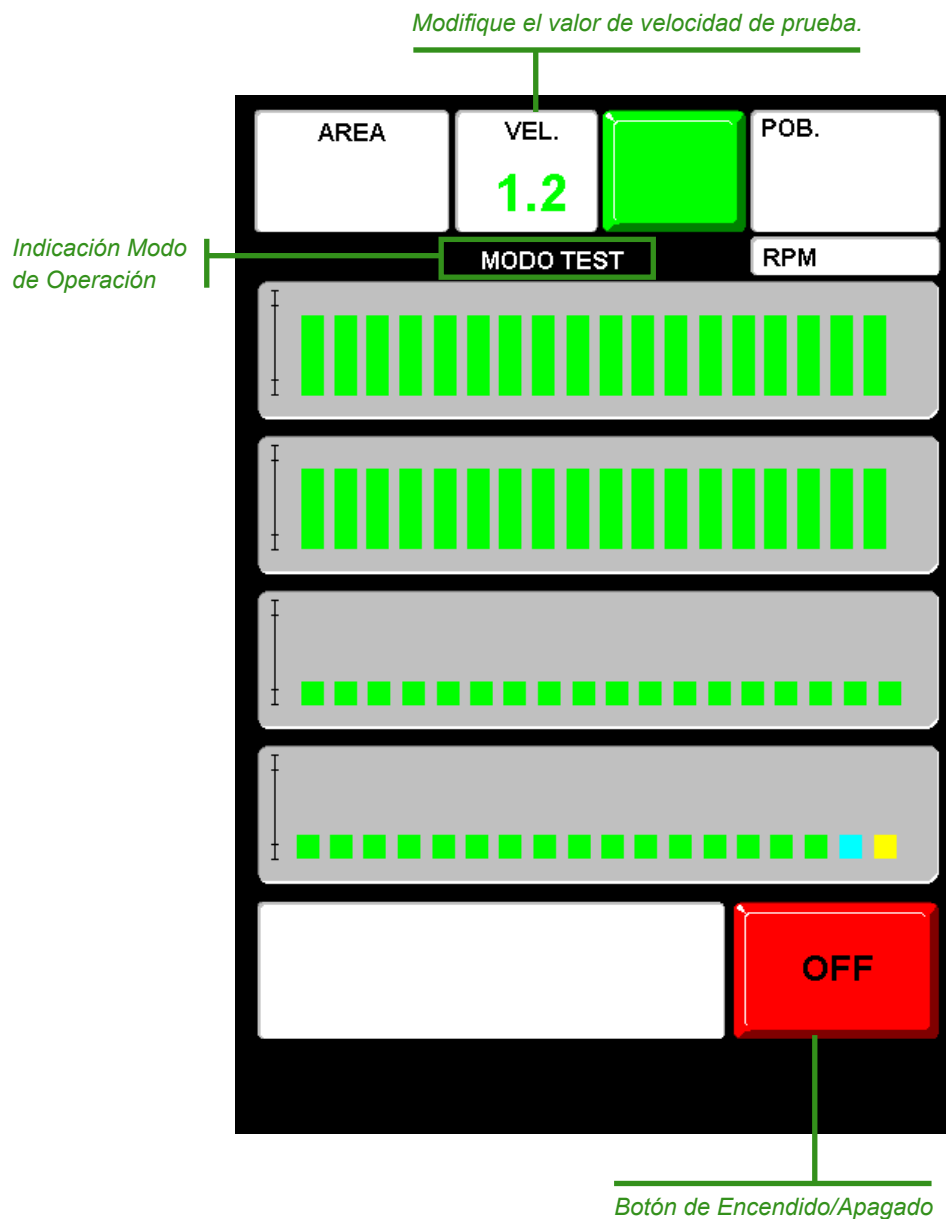 Modifique el valor de velocidad de prueba.
AREA
VEL.
POB.
1.2
Indicación Modo
de Operación
MODO TEST
RPM
OFF
Botón de Encendido/Apagado